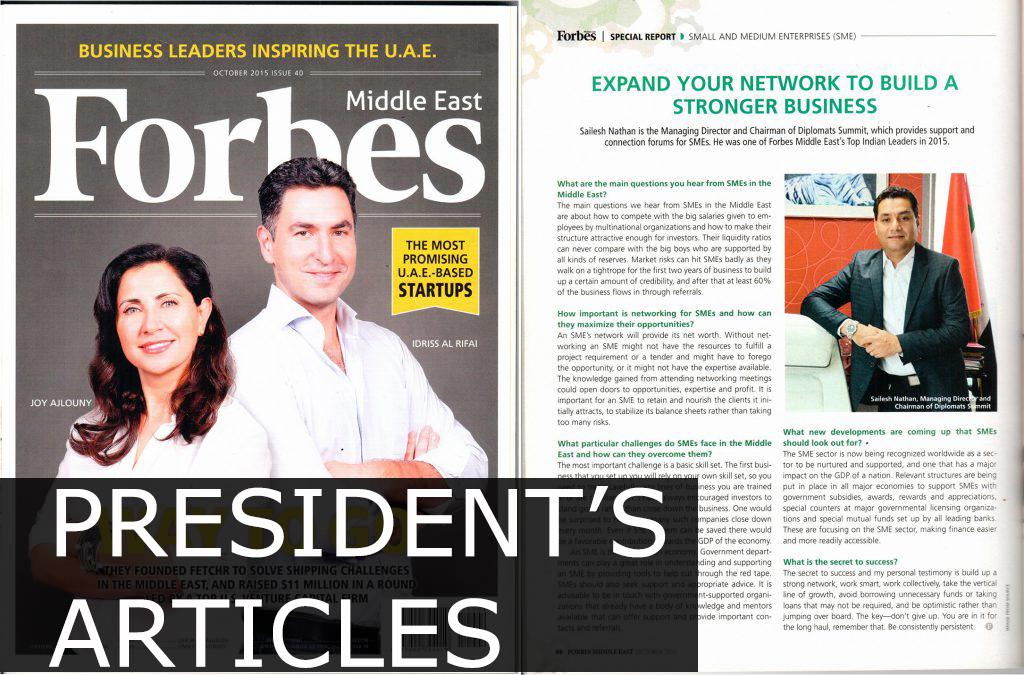 BUSINESS LEADERS INSPIRING THE U.A.E.
OCTOBER 2015 ISSUE 40
Forbes
Middle East
THE MOST
PROMISING
U.A.E.-BASED
STARTUPS
IDRISS AL RIFAI
JOY AJLOUNY
THEY FOUNDED FETCHR TO SOLVE SHIPPING CHALLENGES
IN THE MIDDLE EAST, AND RAISED $11 MILLION IN A ROUND
LED BY A TOP U.S. VENTURE CAPITAL FIRM
PRESIDENT'S
ARTICLES
Forbes | SPECIAL REPORT SMALL AND MEDIUM ENTERPRISES (SME)
EXPAND YOUR NETWORK TO BUILD A
STRONGER BUSINESS
Sailesh Nathan is the Managing Director and Chairman of Diplomats Summit, which provides support and
connection forums for SMEs. He was one of Forbes Middle East's Top Indian Leaders in 2015.
What are the main questions you hear from SMEs in the
Middle East?
The main questions we hear from SMEs in the Middle East
are about how to compete with the big salaries given to em-
ployees by multinational organizations and how to make their
structure attractive enough for investors. Their liquidity ratios
can never compare with the big boys who are supported by
all kinds of reserves. Market risks can hit SMEs badly as they
walk on a tightrope for the first two years of business to build
up a certain amount of credibility, and after that at least 60%
of the business flows in through referrals.
How important is networking for SMEs and how can
they maximize their opportunities?
An SME's network will provide its net worth. Without net-
working an SME might not have the resources to fulfill a
project requirement or a tender and might have to forego
the opportunity, or it might not have the expertise available.
The knowledge gained from attending networking meetings
could open doors to opportunities, expertise and profit. It is
important for an SME to retain and nourish the clients it ini-
tially attracts, to stabilize its balance sheets rather than taking
too many risks.
What particular challenges do SMEs face in the Middle
East and how can they overcome them?
The most important challenge is a basic skill set. The first busi-
ness that you set up you will rely on your own skill set, so you
of business you are trained
ways encouraged investors to
than close down the business. One would
be surprised such companies close down
every month. Even if can be saved there would
be a favorable contribution towards the GDP of the economy.
An SME is the economy. Government depart-
ments can play a great role in understanding and supporting
an SME by providing tools to help cut through the red tape.
SMEs should also seek support and appropriate advice. It is
advisable to be in touch with government-supported organi-
zations that already have a body of knowledge and mentors
available that can offer support and provide important con-
tacts and referrals.
FORBES MIDDLE EAST OCTOBER 2015
Sailesh Nathan, Managing Director and
Chairman of Diplomats Summit
What new developments are coming up that SMEs
should look out for?
The SME sector is now being recognized worldwide as a sec-
tor to be nurtured and supported, and one that has a major
impact on the GDP of a nation. Relevant structures are being
put in place in all major economies to support SMEs with
government subsidies, awards, rewards and appreciations,
special counters at major governmental licensing organiza-
tions and special mutual funds set up by all leading banks.
These are focusing on the SME sector, making finance easier
and more readily accessible.
What is the secret to success?
The secret to success and my personal testimony is build up a
strong network, work smart, work collectively, take the vertical
line of growth, avoid borrowing unnecessary funds or taking
loans that may not be required, and be optimistic rather than
jumping over board. The key—don't give up. You are in it for
the long haul, remember that. Be consistently persistent.